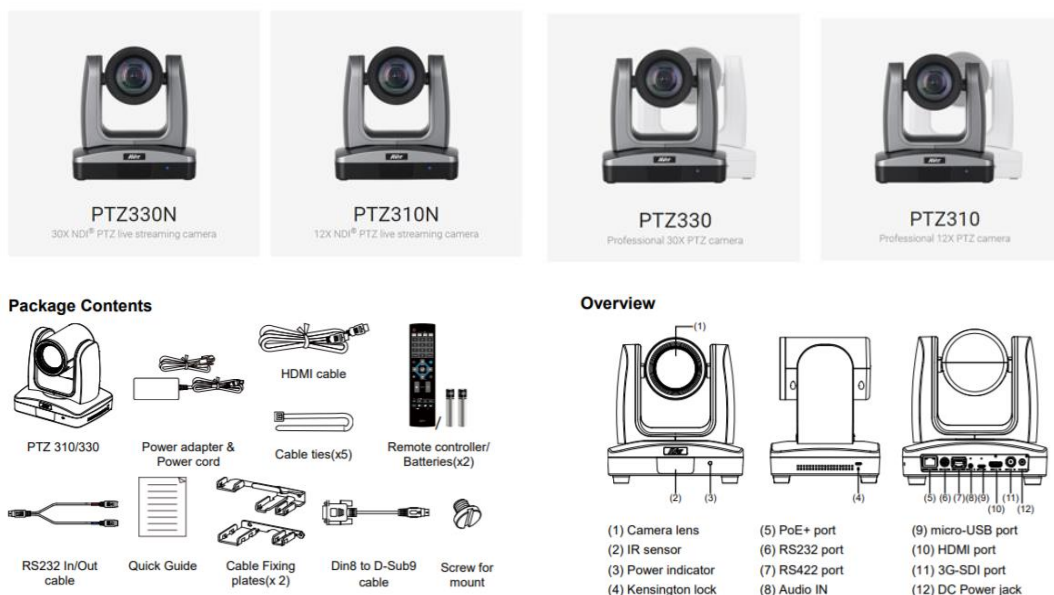 AVer
AVer
AVer
AVer
PTZ330N
30X NDI® PTZ live streaming camera
PTZ310N
12X NDI® PTZ live streaming camera
PTZ330
Professional 30X PTZ camera
PTZ310
Professional 12X PTZ camera
Package Contents
PTZ 310/330
Power adapter &
Power cord
HDMI cable
Cable ties(x5)
/
Remote controller/
Batteries(x2)
RS232 In/Out
cable
Quick Guide
Cable Fixing
plates(x 2)
Din8 to D-Sub9
cable
Screw for
mount
Overview
(1)
AVer
(2)
(3)
(4)
(5)
(6)
(7)
(8)
(9)
(10)
(11)
(12)
(1) Camera lens
(2) IR sensor
(3) Power indicator
(4) Kensington lock
(5) PoE+ port
(6) RS232 port
(7) RS422 port
(8) Audio IN
(9) micro-USB port
(10) HDMI port
(11) 3G-SDI port
(12) DC Power jack